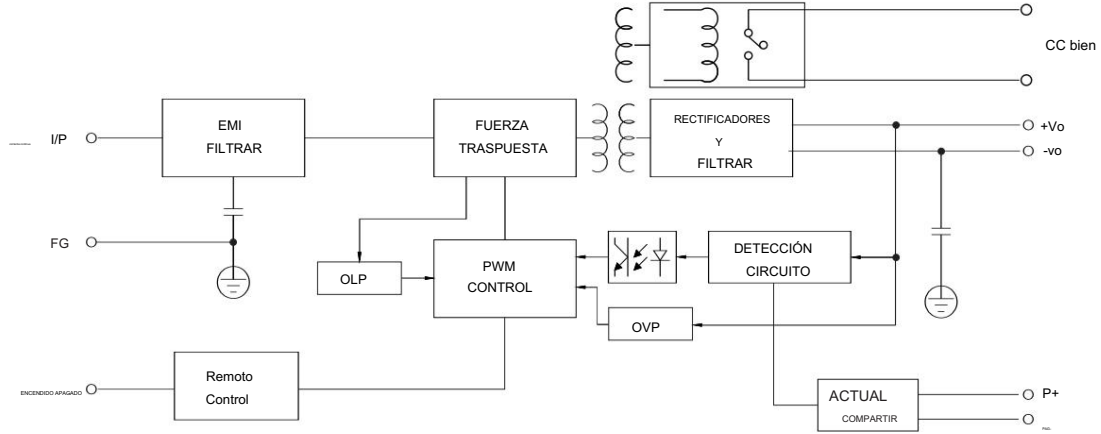 CC bien
EMI
FILTRAR
FUERZA
TRASPUESTA
RECTIFICADORES
Y
FILTRAR
I/P
+Vo
-vo
FG
OLP
PWM
CONTROL
DETECCIÓN
CIRCUITO
OVP
ENCENDIDO APAGADO
Remoto
Control
ACTUAL
COMPARTIR
P+